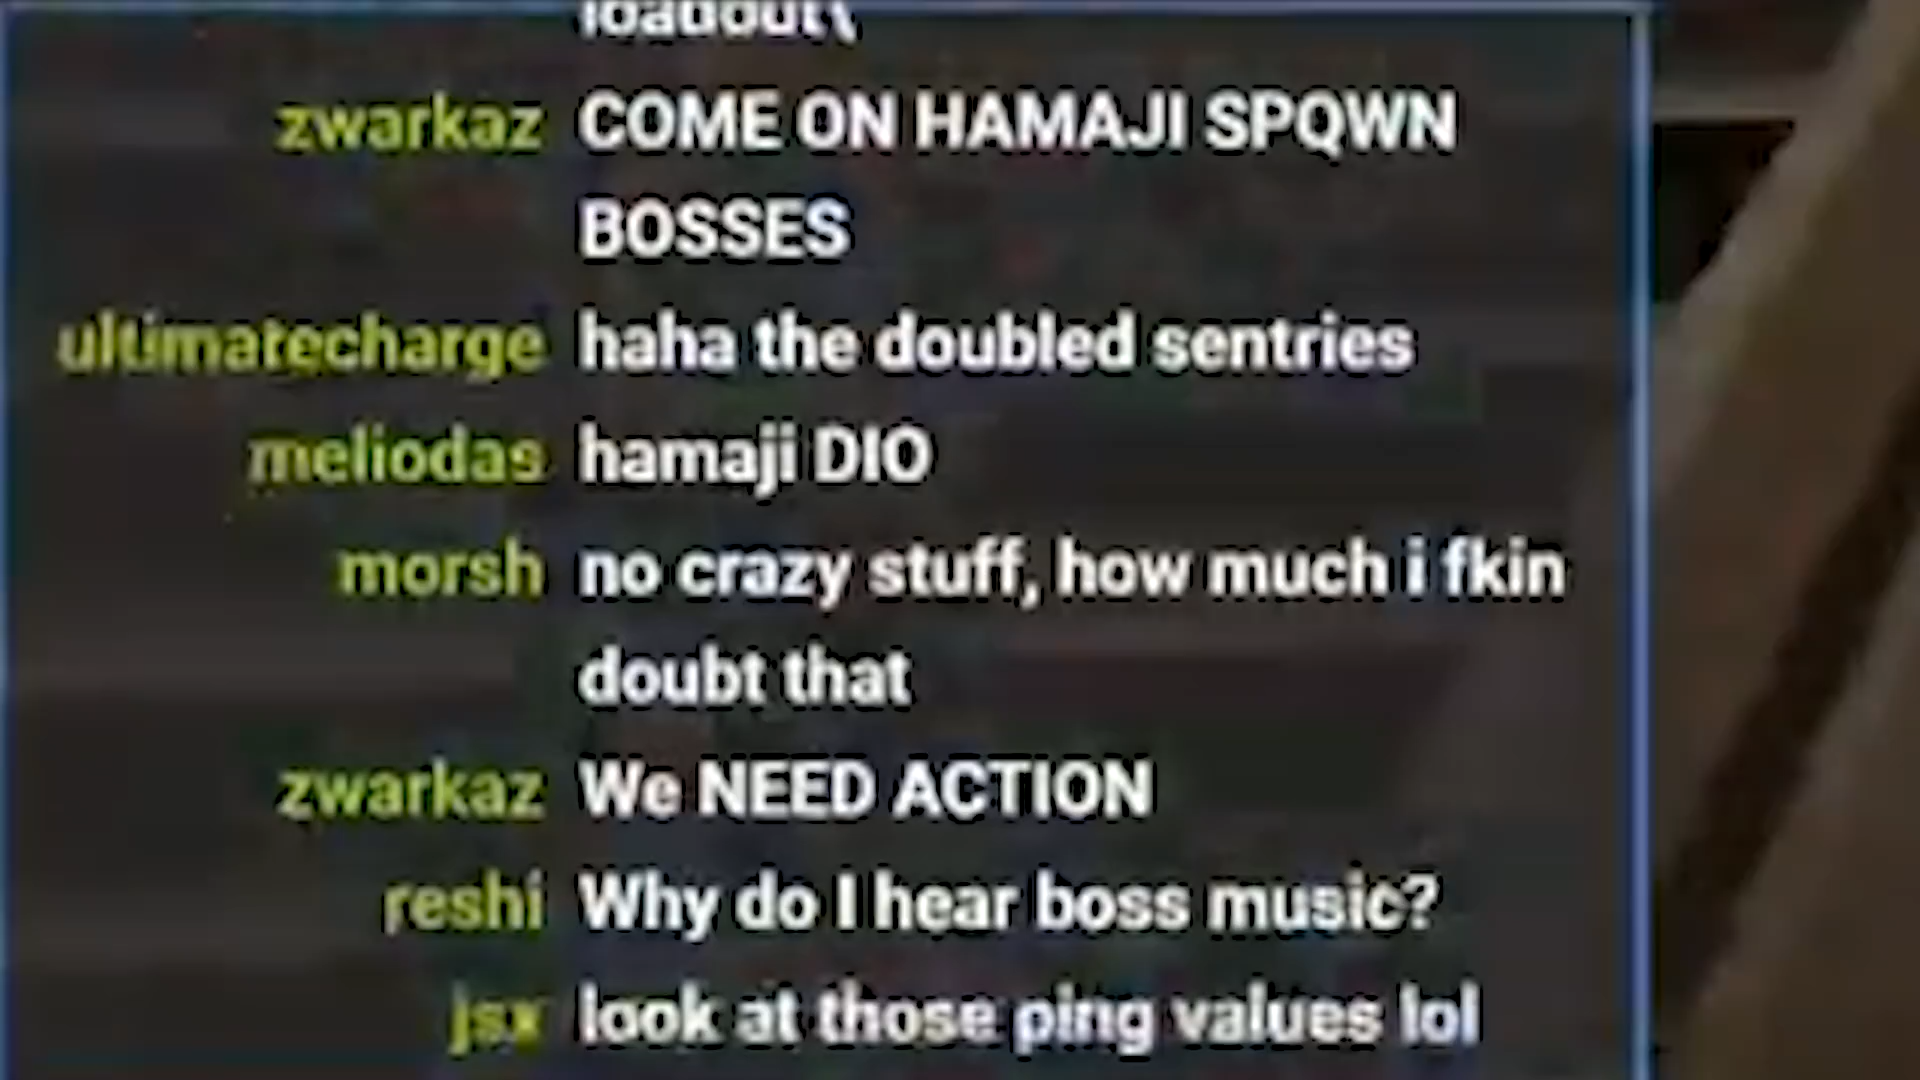 loadout\
zwarkaz COME ON HAMAJI SPQWN
BOSSES
ultimatecharge haha the doubled sentries
meliodas hamaji DIO
morsh no crazy stuff, how much i fkin
doubt that
zwarkaz We NEED ACTION
reshi Why do I hear boss music?
jsx look at those ping values lol